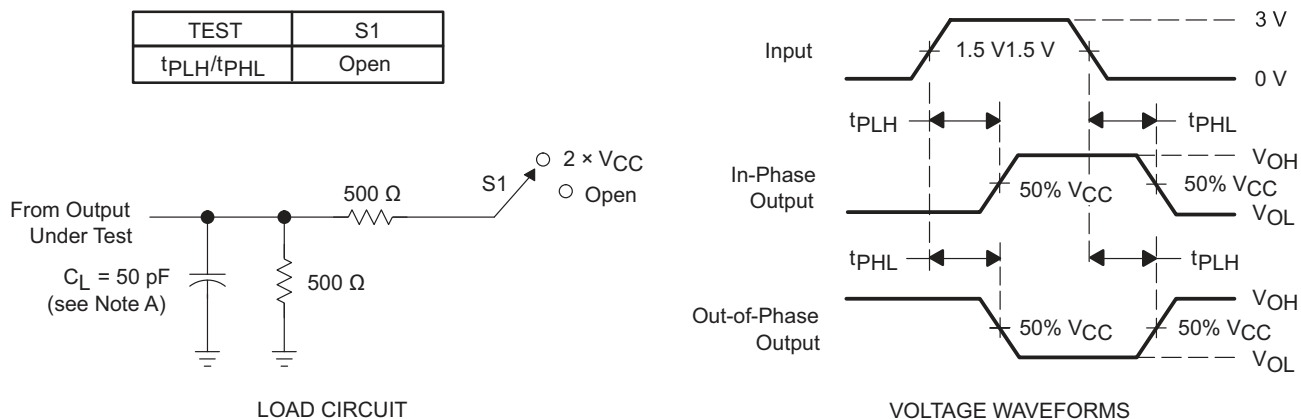 TEST S1
tPLH/tPHL Open
S1
2 × VCC
Open
500 Ω
From Output
Under Test
CL = 50 pF
(see Note A)
500 Ω
LOAD CIRCUIT
Input
1.5 V 1.5 V
3 V
0 V
tPLH
tPHL
In-Phase
Output
50% VCC
50% VCC
VOH
VOL
tPHL
tPLH
Out-of-Phase
Output
50% VCC
50% VCC
VOH
VOL
VOLTAGE WAVEFORMS